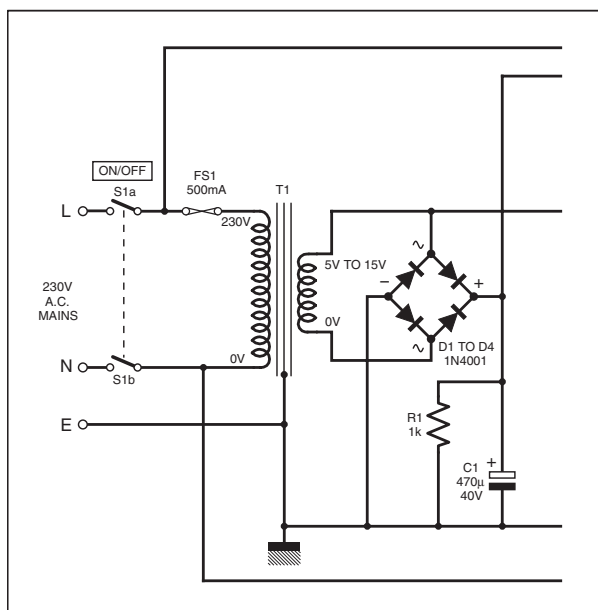 ON/OFF
S1a
FS1
500mA
T1
L
230V
230V
A.C.
MAINS
5V TO 15V
~
−
+
0V
0V
~
D1 TO D4
1N4001
N
S1b
E
R1
1k
C1
470µ
40V
+